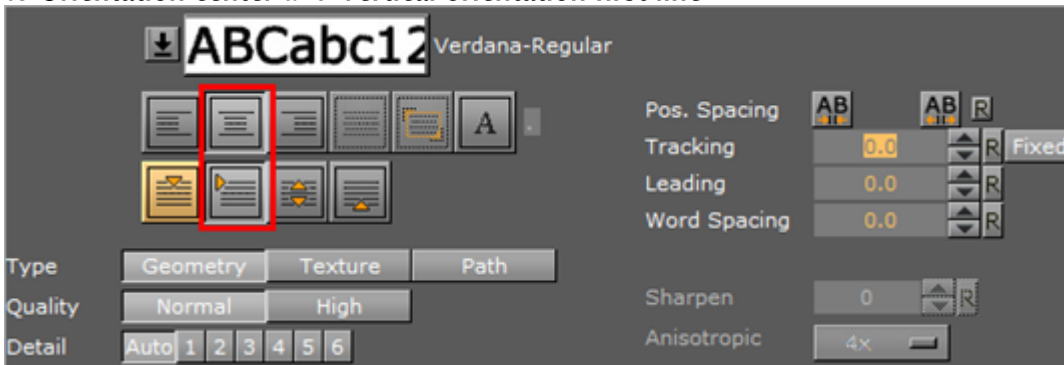 ABCabc12 Verdana-Regular
A
Pos. Spacing AB AB R
Tracking 0.0 R Fixed
Leading 0.0 R
Word Spacing 0.0 R
Type Geometry Texture Path
Quality Normal High
Sharpen 0 R
Detail Auto 1 2 3 4 5 6
Anisotropic 4x